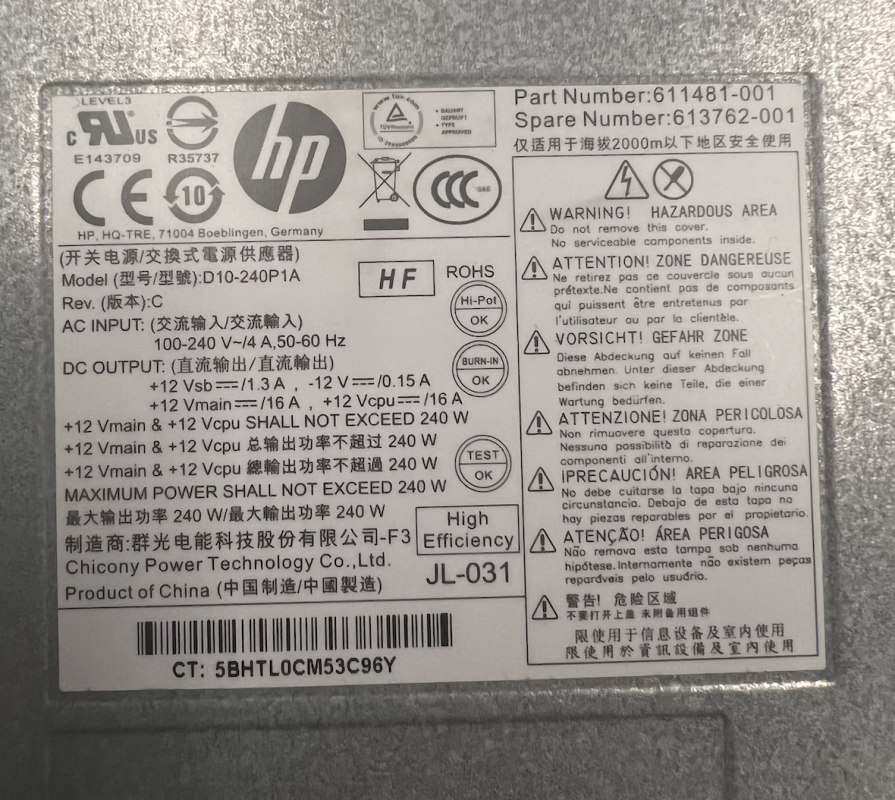 LEVEL3
c RU US
E143709
R35737
hp
www.tuv.com
TÜVRheinland
• BAUART GEPRÜFT
• TYPE APPROVED
CE
10
CCC
S&E
HP, HQ-TRE, 71004 Boeblingen, Germany
(开关电源/交換式電源供應器)
Model (型号/型號):D10-240P1A
HF
ROHS
Rev. (版本):C
Hi-Pot
OK
AC INPUT: (交流输入/交流輸入)
100-240 V~/4 A,50-60 Hz
DC OUTPUT: (直流输出/直流輸出)
BURN-IN
OK
+12 Vsb⎓/1.3 A , -12 V⎓/0.15 A
+12 Vmain⎓/16 A , +12 Vcpu⎓/16 A
+12 Vmain & +12 Vcpu SHALL NOT EXCEED 240 W
+12 Vmain & +12 Vcpu 总输出功率不超过 240 W
+12 Vmain & +12 Vcpu 總輸出功率不超過 240 W
TEST
OK
MAXIMUM POWER SHALL NOT EXCEED 240 W
最大输出功率 240 W/最大輸出功率 240 W
制造商:群光电能科技股份有限公司-F3
High
Efficiency
Chicony Power Technology Co.,Ltd.
JL-031
Product of China (中国制造/中國製造)
CT: 5BHTL0CM53C96Y
Part Number:611481-001
Spare Number:613762-001
仅适用于海拔2000m以下地区安全使用
WARNING! HAZARDOUS AREA
Do not remove this cover.
No serviceable components inside.
ATTENTION! ZONE DANGEREUSE
Ne retirez pas ce couvercle sous aucun
prétexte.Ne contient pas de composants
qui puissent être entretenus par
l'utilisateur ou par la clientèle.
VORSICHT! GEFAHR ZONE
Diese Abdeckung auf keinen Fall
abnehmen. Unter dieser Abdeckung
befinden sich keine Teile, die einer
Wartung bedürfen.
ATTENZIONE! ZONA PERICOLOSA
Non rimuovere questa copertura.
Nessuna possibilità di reparazione dei
componenti all'interno.
¡PRECAUCIÓN! AREA PELIGROSA
No debe cuitarse la tapa bajo ninguna
circunstancia. Debajo de esta tapa no
hay piezas reparables por el propietario.
ATENÇÃO! ÁREA PERIGOSA
Não remova esta tampa sob nenhuma
hipótese.Internamente não existem peças
repardveis pelo usuário.
警告! 危险区域
不要打开上盖 未附备用组件
限使用于信息设备及室内使用
限使用於資訊設備及室內使用